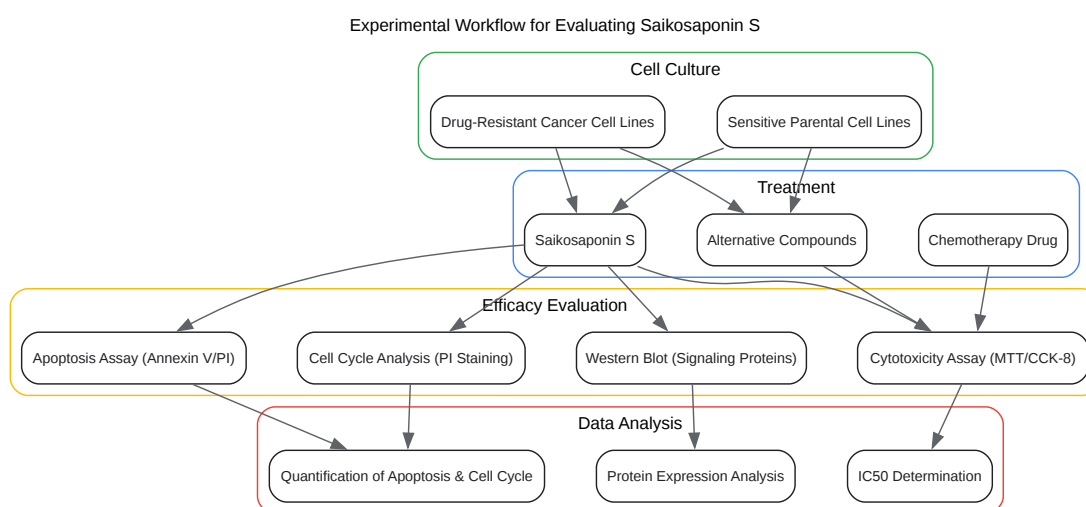 Experimental Workflow for Evaluating Saikosaponin S
Cell Culture
Drug-Resistant Cancer Cell Lines
Sensitive Parental Cell Lines
Treatment
Saikosaponin S
Alternative Compounds
Chemotherapy Drug
Efficacy Evaluation
Apoptosis Assay (Annexin V/PI)
Cell Cycle Analysis (PI Staining)
Western Blot (Signaling Proteins)
Cytotoxicity Assay (MTT/CCK-8)
Data Analysis
Quantification of Apoptosis & Cell Cycle
Protein Expression Analysis
IC50 Determination